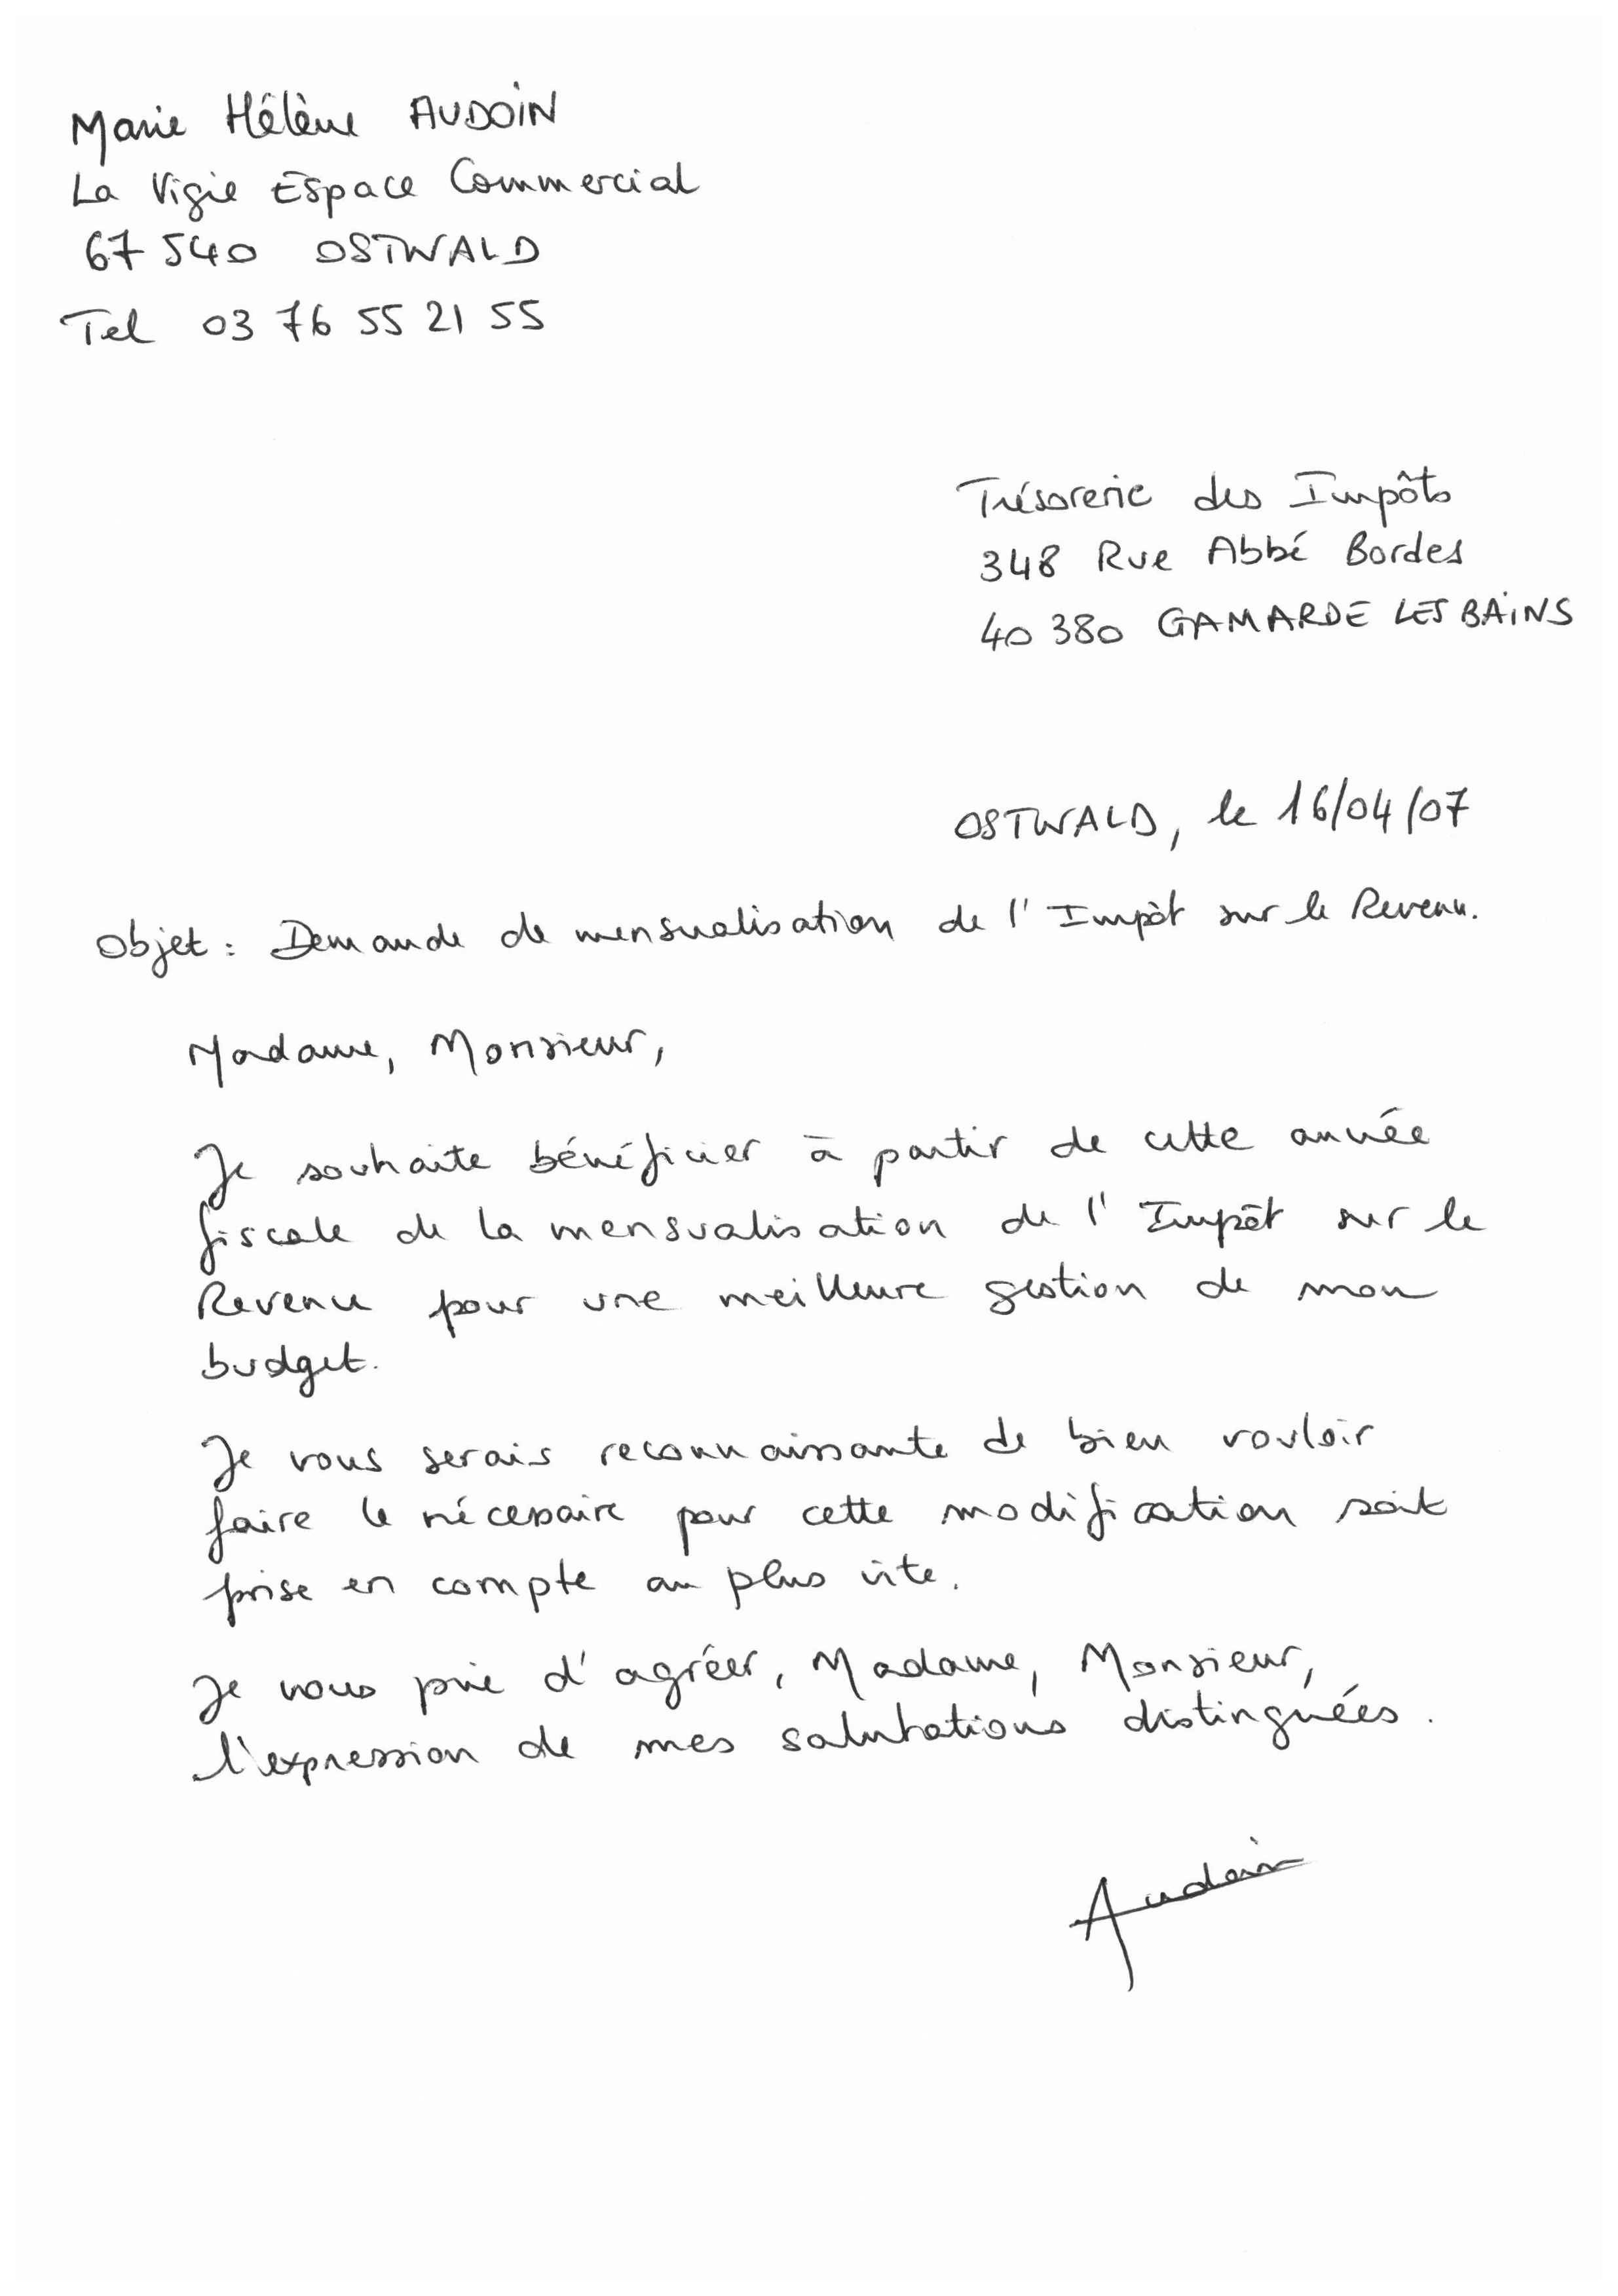 Marie Hélène AUDOIN
La Vigie Espace Commercial
67 540 OSTWALD
Tel 03 76 55 21 55
Trésorerie des Impôts
348 Rue Abbé Bordes
40 380 GAMARDE LES BAINS
OSTWALD, le 16/04/07
Objet : Demande de mensualisation de l'Impôt sur le Revenu.
Madame, Monsieur,
Je souhaite bénéficier à partir de cette année
fiscale de la mensualisation de l'Impôt sur le
Revenu pour une meilleure gestion de mon
budget.
Je vous serais reconnaissante de bien vouloir
faire le nécessaire pour cette modification soit
prise en compte au plus vite.
Je vous prie d'agréer, Madame, Monsieur,
l'expression de mes salutations distinguées.
Audoin